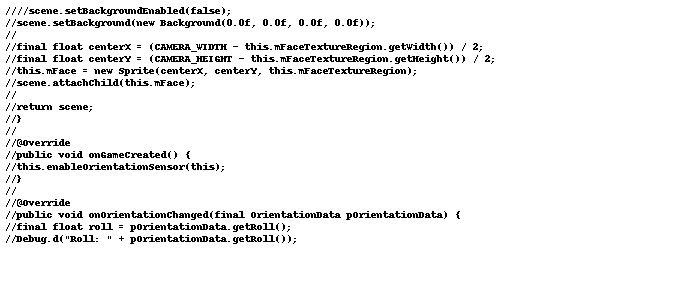 ////scene.setBackgroundEnabled(false);
//scene.setBackground(new Background(0.0f, 0.0f, 0.0f, 0.0f));
//
//final float centerX = (CAMERA_WIDTH - this.mFaceTextureRegion.getWidth()) / 2;
//final float centerY = (CAMERA_HEIGHT - this.mFaceTextureRegion.getHeight()) / 2;
//this.mFace = new Sprite(centerX, centerY, this.mFaceTextureRegion);
//scene.attachChild(this.mFace);
//
//return scene;
//}
//
//@Override
//public void onGameCreated() {
//this.enableOrientationSensor(this);
//}
//
//@Override
//public void onOrientationChanged(final OrientationData pOrientationData) {
//final float roll = pOrientationData.getRoll();
//Debug.d("Roll: " + pOrientationData.getRoll());